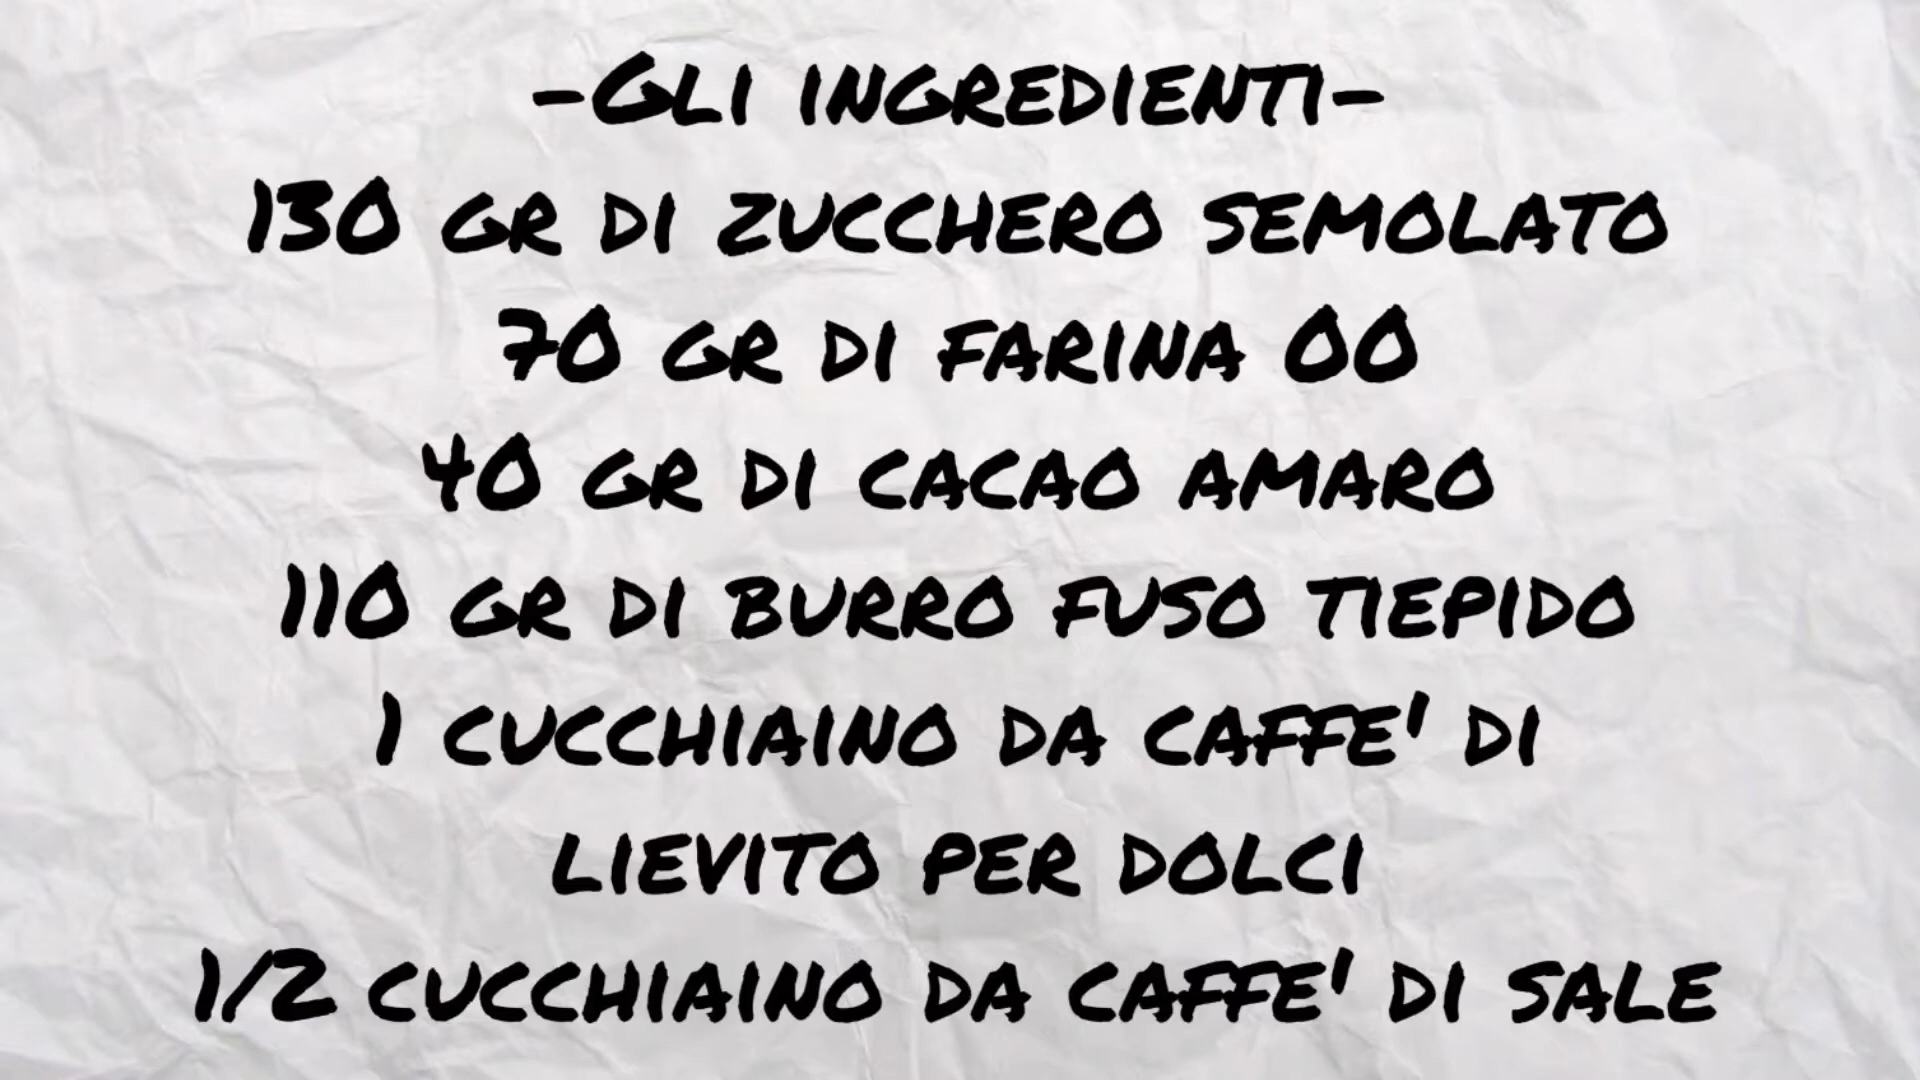 -Gli ingredienti-
130 gr di zucchero semolato
70 gr di farina 00
40 gr di cacao amaro
110 gr di burro fuso tiepido
1 cucchiaino da caffe' di
lievito per dolci
1/2 cucchiaino da caffe' di sale